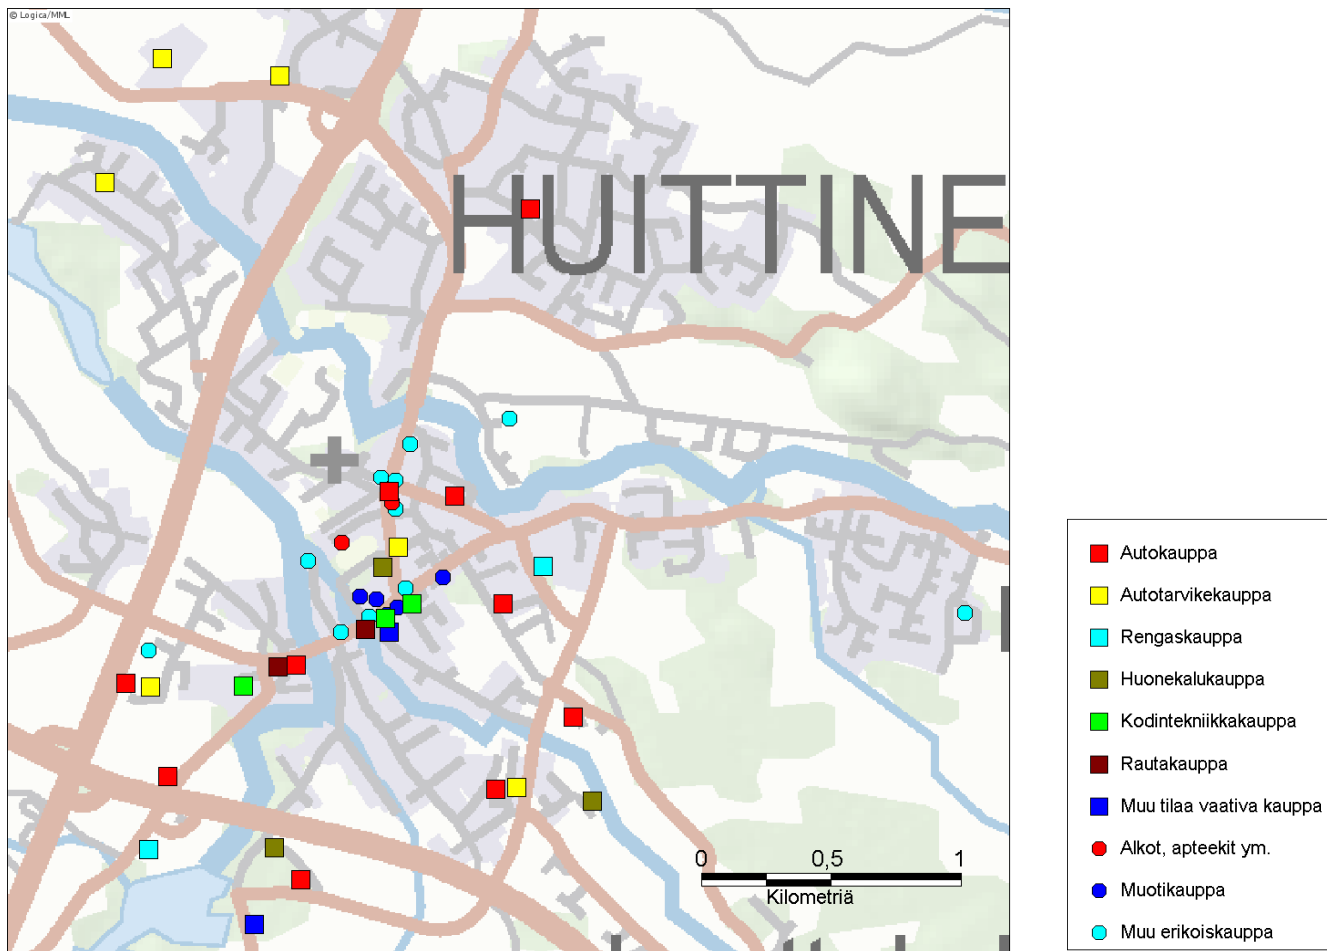 © Logica/MML
HUITTINE
0 0,5 1
Kilometriä
Autokauppa
Autotarvikekauppa
Rengaskauppa
Huonekalukauppa
Kodintekniikkakauppa
Rautakauppa
Muu tilaa vaativa kauppa
Alkot, apteekit ym.
Muotikauppa
Muu erikoiskauppa